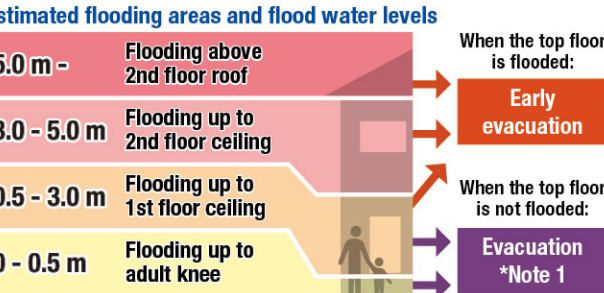 stimated flooding areas and flood water levels
5.0 m -
Flooding above
2nd floor roof
3.0 - 5.0 m
Flooding up to
2nd floor ceiling
0.5 - 3.0 m
Flooding up to
1st floor ceiling
0 - 0.5 m
Flooding up to
adult knee
When the top floor
is flooded:
Early
evacuation
When the top floor
is not flooded:
Evacuation
*Note 1